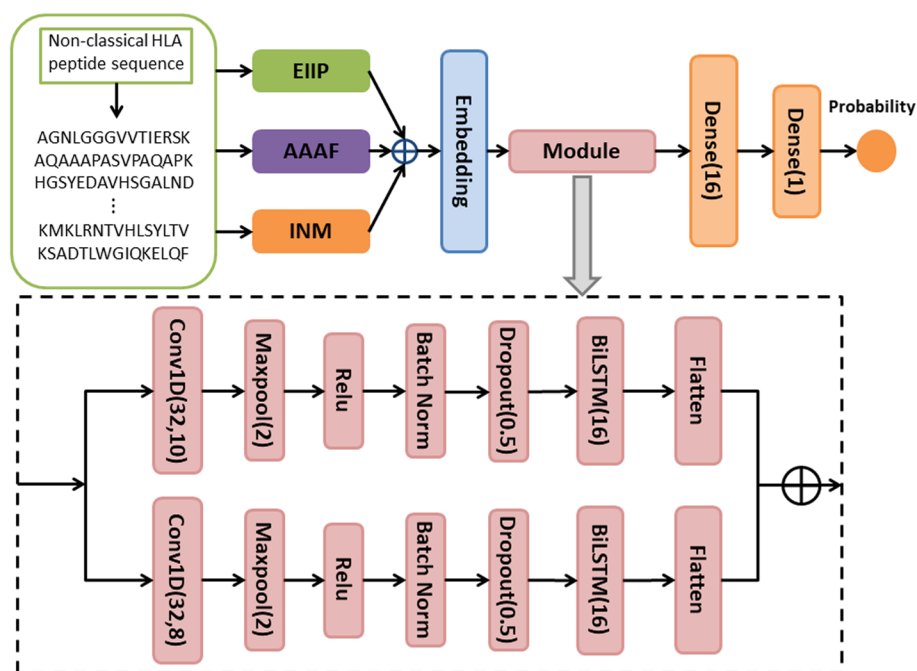 Non-classical HLA
peptide sequence
AGNLGGGVVTIERSK
AQAAAPASVPAQAPK
HGSYEDAVHSGALND
⋮
KMKLRNTVHLSYLTV
KSADTLWGIQKELQF
EIIP
AAAF
INM
Embedding
Module
Dense(16)
Dense(1)
Probability
Conv1D(32,10)
Maxpool(2)
Relu
Batch Norm
Dropout(0.5)
BiLSTM(16)
Flatten
Conv1D(32,8)
Maxpool(2)
Relu
Batch Norm
Dropout(0.5)
BiLSTM(16)
Flatten